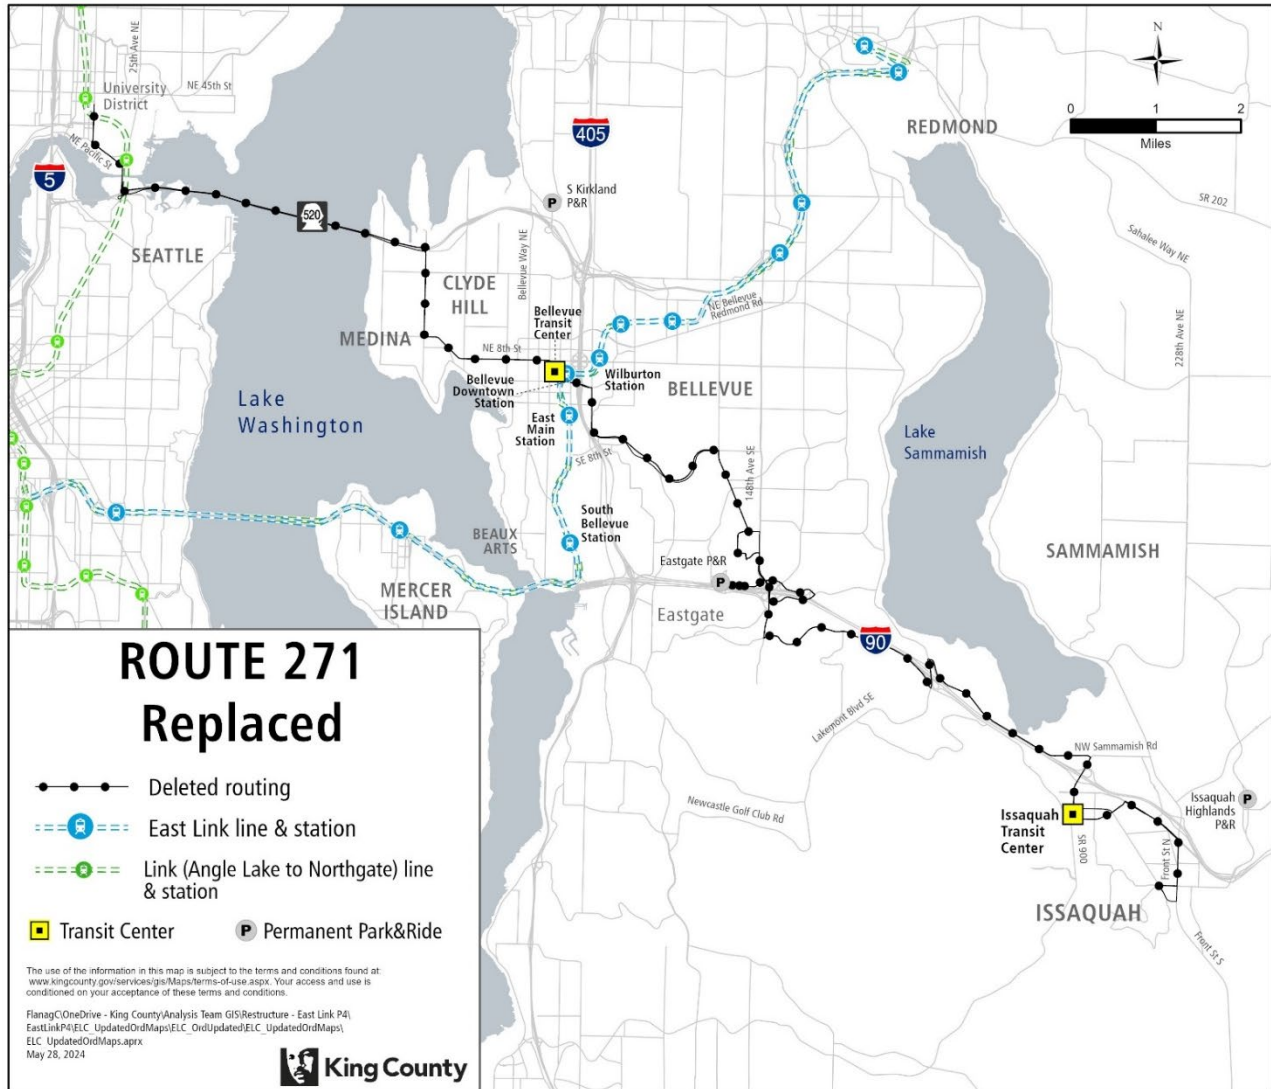 25th Ave NE
University
District
NE 45th St
NE Pacific St
5
405
N
0 1 2
Miles
REDMOND
P
S Kirkland
P&R
SR 202
Sahalee Way NE
520
SEATTLE
Bellevue Way NE
CLYDE
HILL
NE Bellevue
Redmond Rd
228th Ave NE
Bellevue
Transit
Center
MEDINA
NE 8th St
Wilburton
Station
Bellevue
Downtown
Station
BELLEVUE
Lake
Washington
East
Main
Station
Lake
Sammamish
SE 8th St
148th Ave SE
South
Bellevue
Station
BEAUX
ARTS
SAMMAMISH
Eastgate P&R
P
MERCER
ISLAND
Eastgate
90
Lakemont Blvd SE
NW Sammamish Rd
Newcastle Golf Club Rd
Issaquah
Highlands
P&R
P
Issaquah
Transit
Center
SR 900
Front St N
ISSAQUAH
Front St S
ROUTE 271
Replaced
Deleted routing
East Link line & station
Link (Angle Lake to Northgate) line
& station
Transit Center
P Permanent Park&Ride
The use of the information in this map is subject to the terms and conditions found at:
www.kingcounty.gov/services/gis/Maps/terms-of-use.aspx. Your access and use is
conditioned on your acceptance of these terms and conditions.
FlanagC\OneDrive - King County\Analysis Team GIS\Restructure - East Link P4\
EastLinkP4\ELC_UpdatedOrdMaps\ELC_OrdUpdated\ELC_UpdatedOrdMaps\
ELC_UpdatedOrdMaps.aprx
May 28, 2024
King County